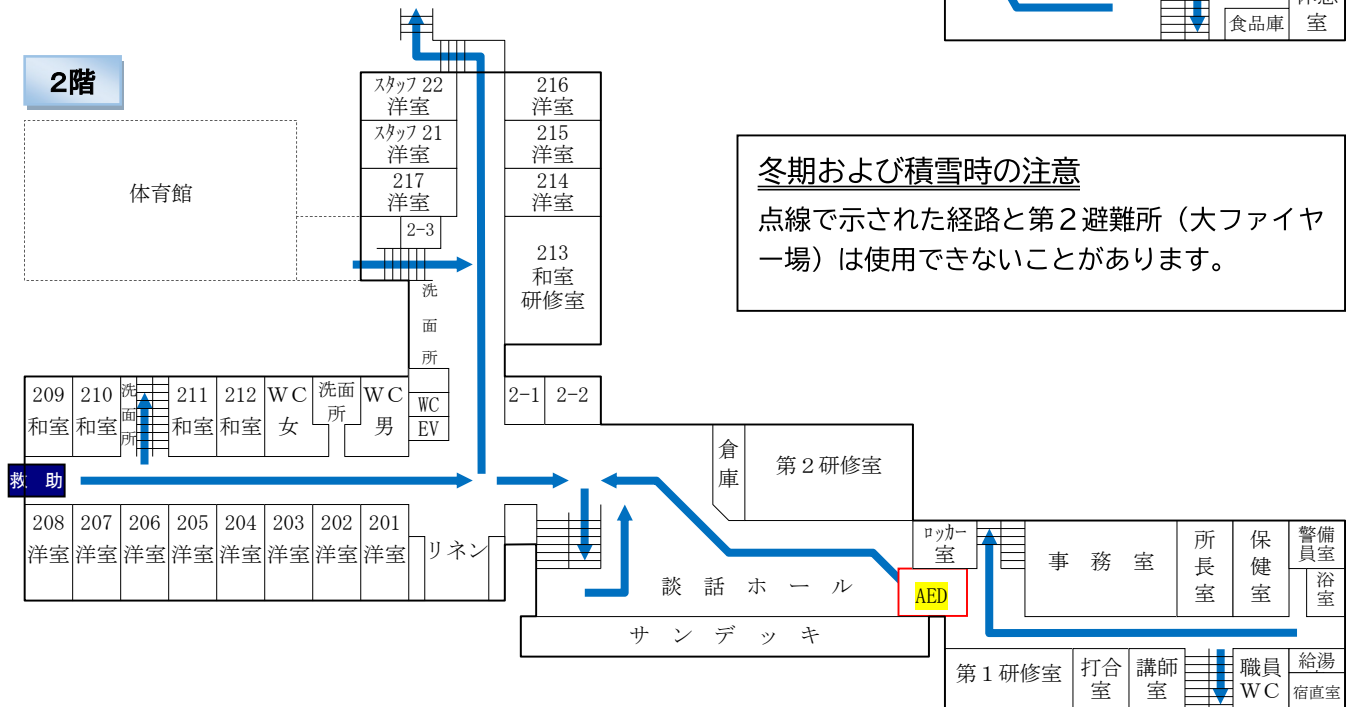 休憩
食品庫
室
2階
スタッフ22
洋室
216
洋室
スタッフ21
洋室
215
洋室
217
洋室
214
洋室
体育館
2-3
213
和室
研修室
洗面所
冬期および積雪時の注意
点線で示された経路と第２避難所（大ファイヤ
ー場）は使用できないことがあります。
209
和室
210
和室
洗面所
211
和室
212
和室
ＷＣ
女
洗面
所
ＷＣ
男
WC
EV
2-1
2-2
倉庫
第２研修室
救　助
208
洋室
207
洋室
206
洋室
205
洋室
204
洋室
203
洋室
202
洋室
201
洋室
リネン
談　話　ホ　ー　ル
サ　ン　デ　ッ　キ
ロッカー
室
AED
事　務　室
所長室
保健室
警備
員室
浴室
第１研修室
打合
室
講師
室
職員
ＷＣ
給湯
宿直室